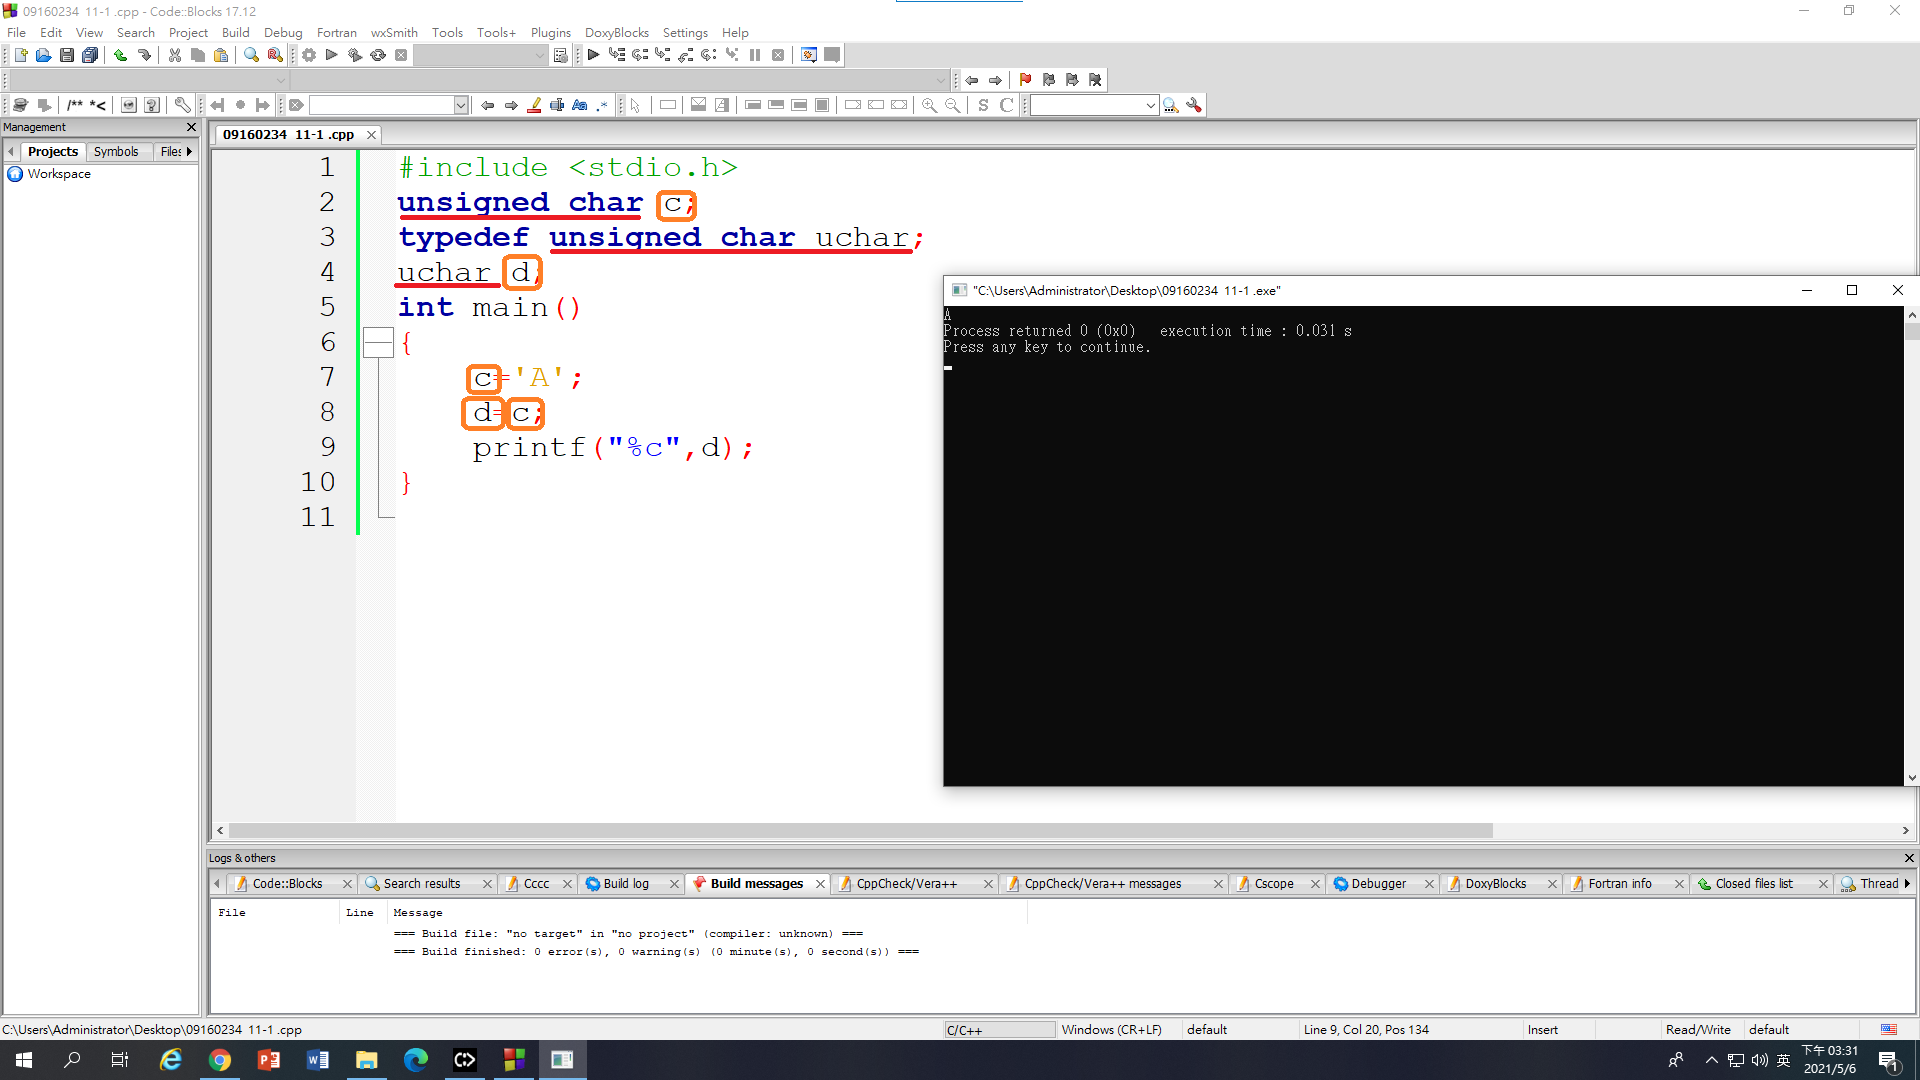 09160234 11-1 .cpp - Code::Blocks 17.12
File Edit View Search Project Build Debug Fortran wxSmith Tools Tools+ Plugins DoxyBlocks Settings Help
/** *<
S C
Management
Projects Symbols Files
Workspace
09160234 11-1 .cpp
1 #include <stdio.h>
2 unsigned char c;
3 typedef unsigned char uchar;
4 uchar d;
5 int main()
6 {
7 c='A';
8 d=c;
9 printf("%c",d);
10 }
11
"C:\Users\Administrator\Desktop\09160234 11-1 .exe"
A
Process returned 0 (0x0) execution time : 0.031 s
Press any key to continue.
Logs & others
Code::Blocks Search results Cccc Build log Build messages CppCheck/Vera++ CppCheck/Vera++ messages Cscope Debugger DoxyBlocks Fortran info Closed files list Thread
File Line Message
=== Build file: "no target" in "no project" (compiler: unknown) ===
=== Build finished: 0 error(s), 0 warning(s) (0 minute(s), 0 second(s)) ===
C:\Users\Administrator\Desktop\09160234 11-1 .cpp C/C++ Windows (CR+LF) default Line 9, Col 20, Pos 134 Insert Read/Write default
英 下午 03:31
2021/5/6
1